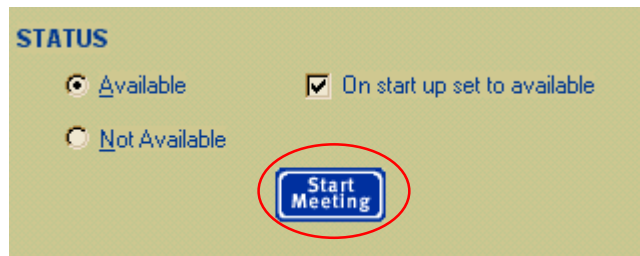 STATUS
Available
On start up set to available
Not Available
Start
Meeting